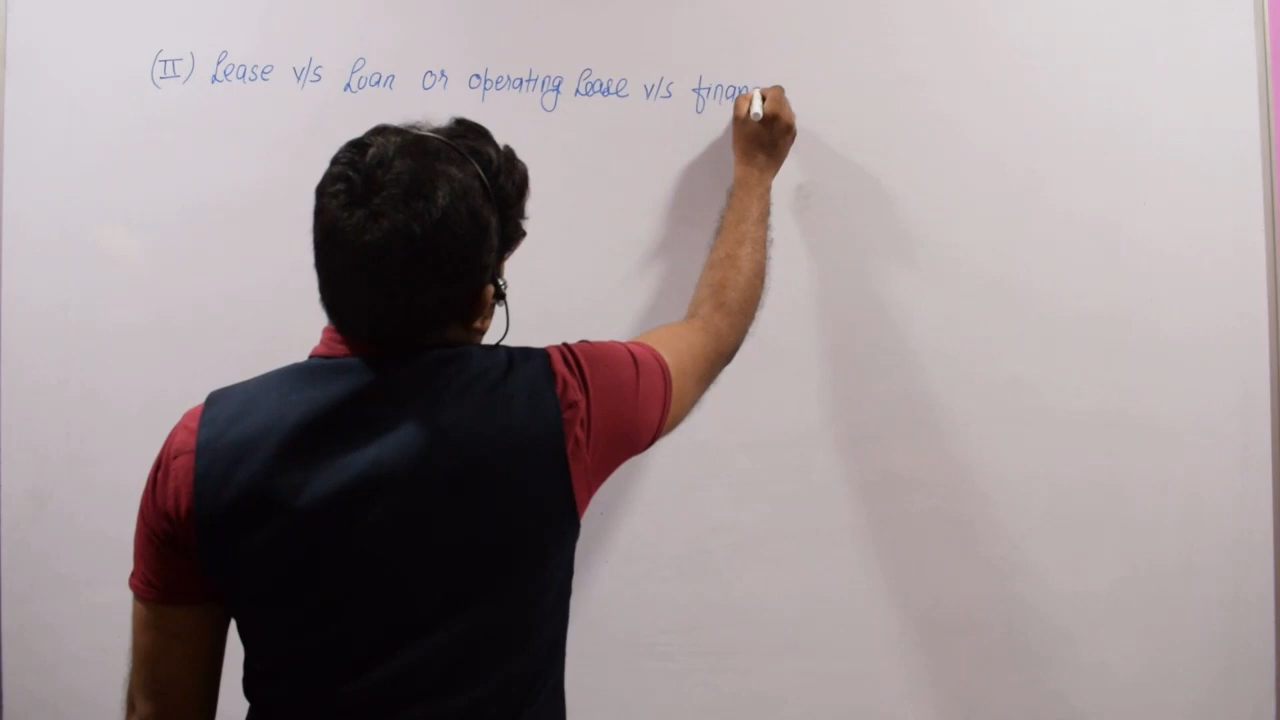 (II) Lease v/s Loan or operating Lease v/s finan